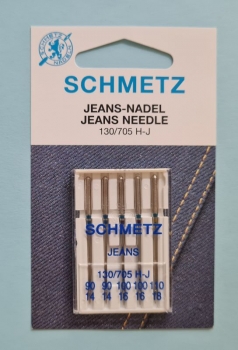 SCHMETZ
JEANS-NADEL
JEANS NEEDLE
130/705 H-J
SCHMETZ
JEANS
130/705 H-J
90 90 100 100 110
14 14 16 16 18